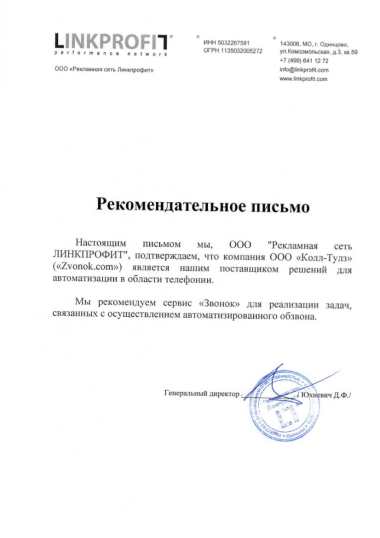 LINKPROFIT
performance network
ООО «Рекламная сеть Линкпрофит»
ИНН 5032267561
ОГРН 1135032005272
143006, МО, г. Одинцово,
ул.Комсомольская, д.3, кв.59
+7 (499) 641 12 72
info@linkprofit.com
www.linkprofit.com
Рекомендательное письмо
Настоящим письмом мы, ООО "Рекламная сеть
ЛИНКПРОФИТ", подтверждаем, что компания ООО «Колл-Тулз»
(«Zvonok.com») является нашим поставщиком решений для
автоматизации в области телефонии.
Мы рекомендуем сервис «Звонок» для реализации задач,
связанных с осуществлением автоматизированного обзвона.
Генеральный директор / Юхневич Д.Ф./